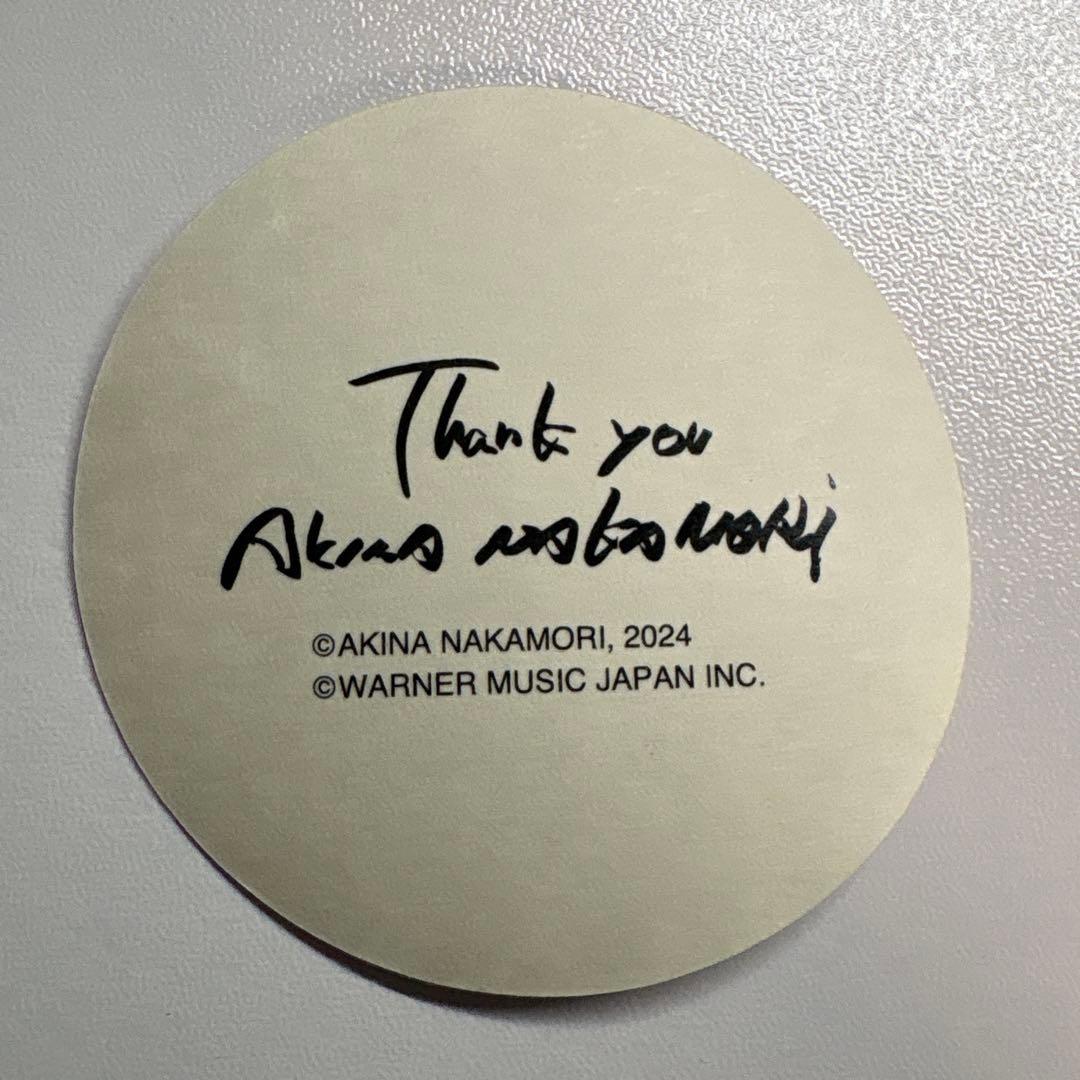 Thank you
Akina NAKAMORi
©AKINA NAKAMORI, 2024
©WARNER MUSIC JAPAN INC.